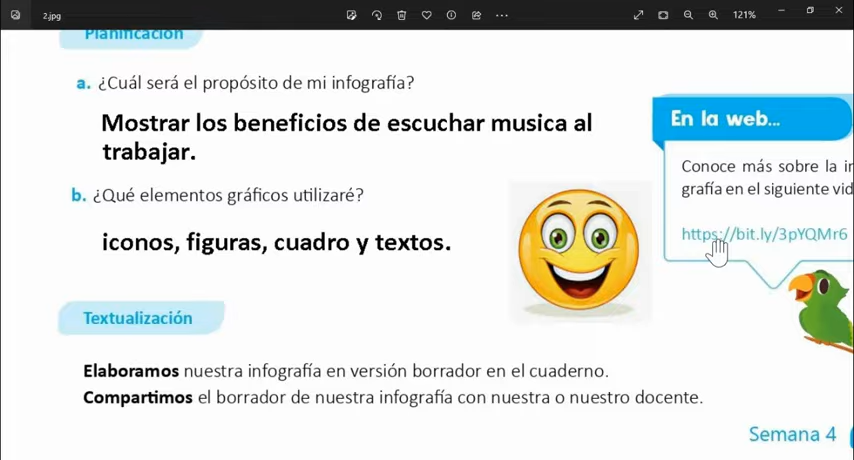 2.jpg
121%
Planificación
a. ¿Cuál será el propósito de mi infografía?
Mostrar los beneficios de escuchar musica al
trabajar.
b. ¿Qué elementos gráficos utilizaré?
iconos, figuras, cuadro y textos.
En la web...
Conoce más sobre la in
grafía en el siguiente vid
https://bit.ly/3pYQMr6
Textualización
Elaboramos nuestra infografía en versión borrador en el cuaderno.
Compartimos el borrador de nuestra infografía con nuestra o nuestro docente.
Semana 4